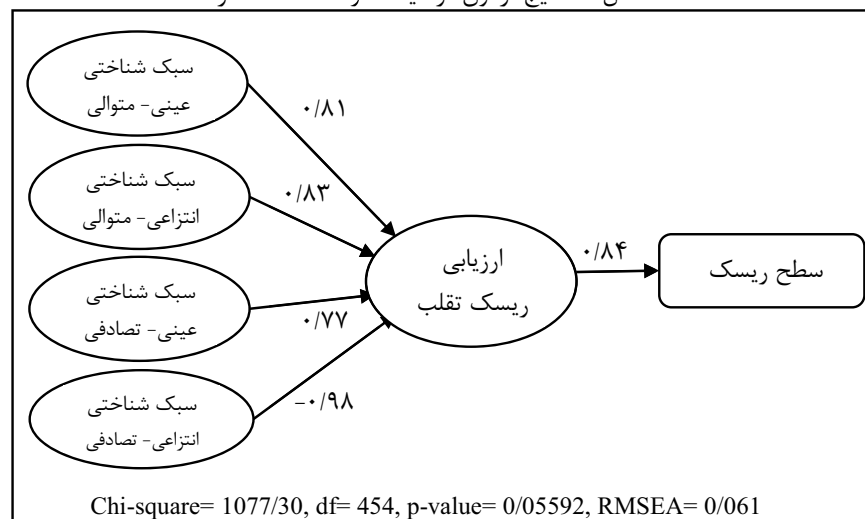 سبک شناختی
عینی- متوالی
۰/۸۱
سبک شناختی
انتزاعی- متوالی
۰/۸۳
ارزیابی
ریسک تقلب
۰/۸۴
سطح ریسک
سبک شناختی
عینی- تصادفی
۰/۷۷
سبک شناختی
انتزاعی- تصادفی
-۰/۹۸
Chi-square= 1077/30, df= 454, p-value= 0/05592, RMSEA= 0/061